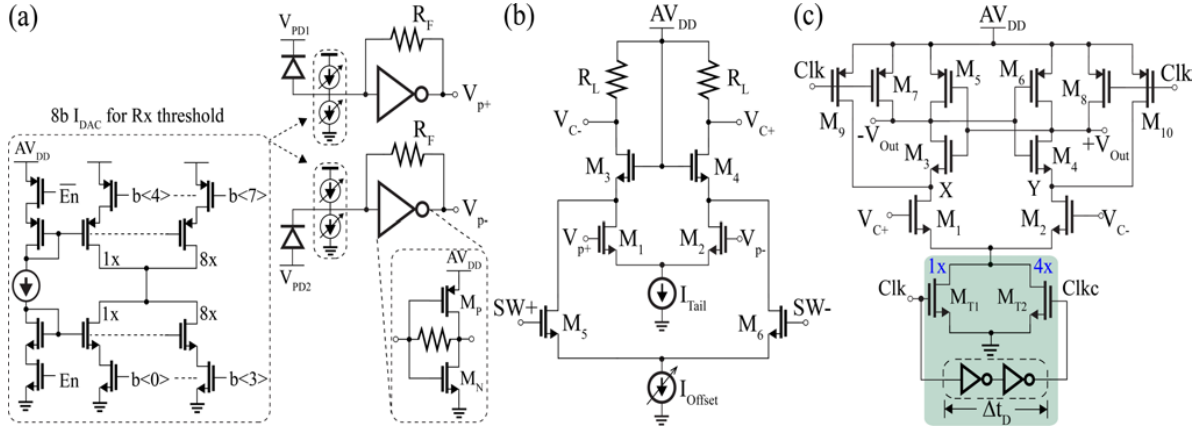 (a)
V_PD1
R_F
V_p+
8b I_DAC for Rx threshold
AV_DD
En
b<4>
b<7>
1x
8x
1x
8x
En
b<0>
b<3>
R_F
V_p-
V_PD2
AV_DD
M_P
M_N
(b)
AV_DD
R_L
R_L
V_C-
V_C+
M_3
M_4
V_p+
M_1
M_2
V_p-
I_Tail
SW+
M_5
M_6
SW-
I_Offset
(c)
AV_DD
Clk
M_7
M_5
M_6
M_8
Clk
M_9
-V_Out
+V_Out
M_10
M_3
M_4
X
Y
V_C+
M_1
M_2
V_C-
1x
4x
Clk
M_T1
M_T2
Clkc
Δt_D